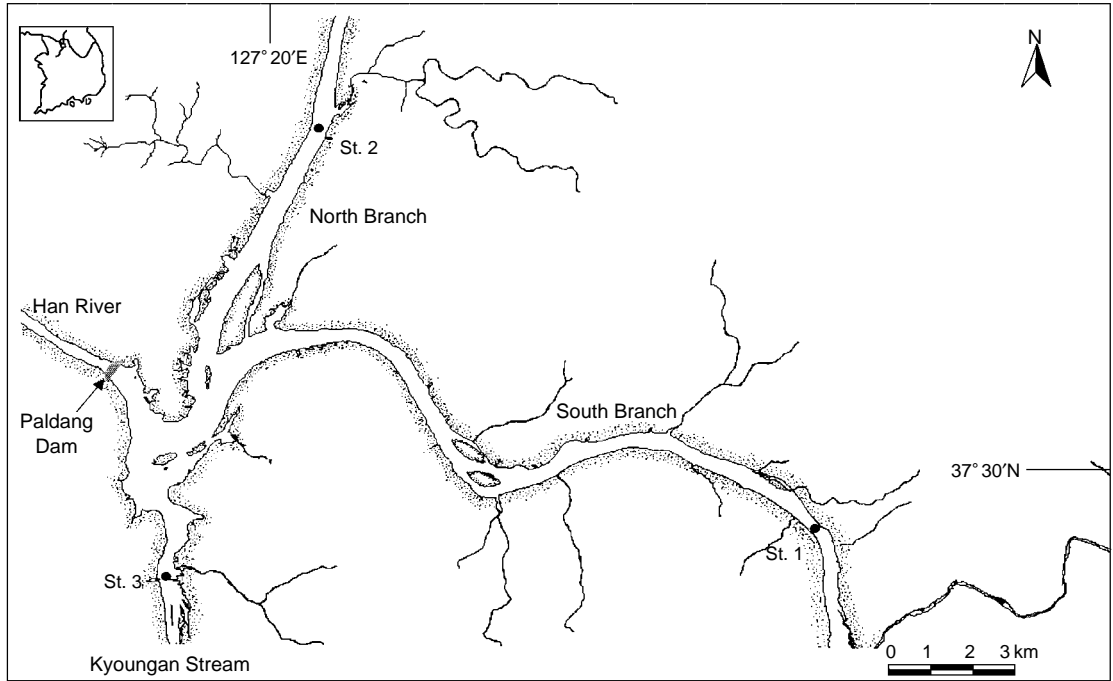 127° 20′E
N
St. 2
North Branch
Han River
Paldang
Dam
South Branch
37° 30′N
St. 1
St. 3
Kyoungan Stream
0 1 2 3 km